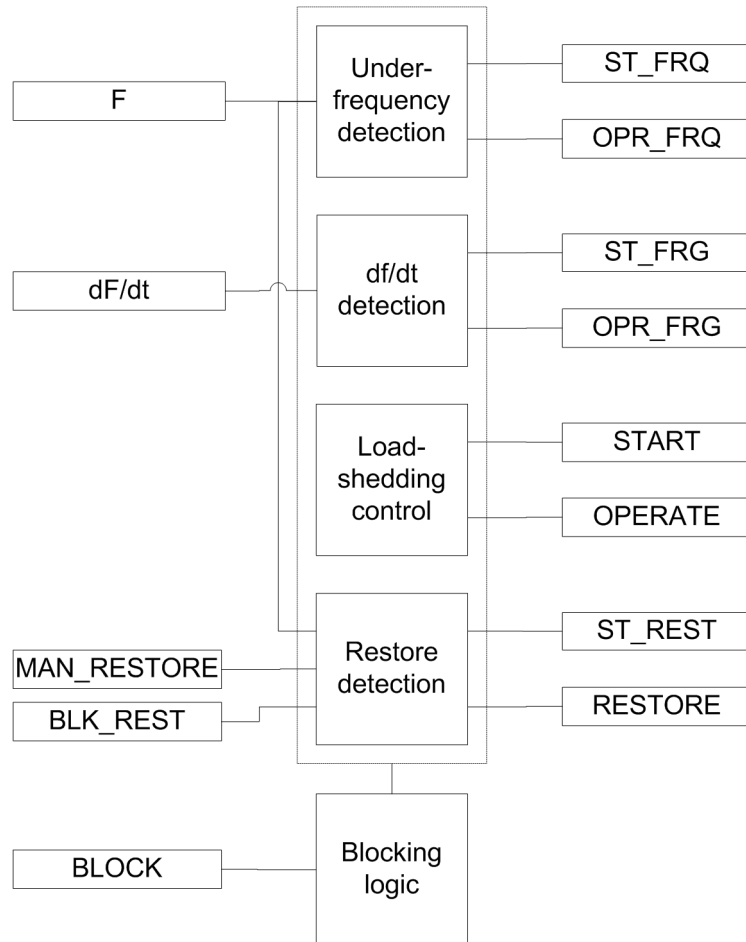 F
Under-
frequency
detection
ST_FRQ
OPR_FRQ
dF/dt
df/dt
detection
ST_FRG
OPR_FRG
Load-
shedding
control
START
OPERATE
MAN_RESTORE
BLK_REST
Restore
detection
ST_REST
RESTORE
BLOCK
Blocking
logic